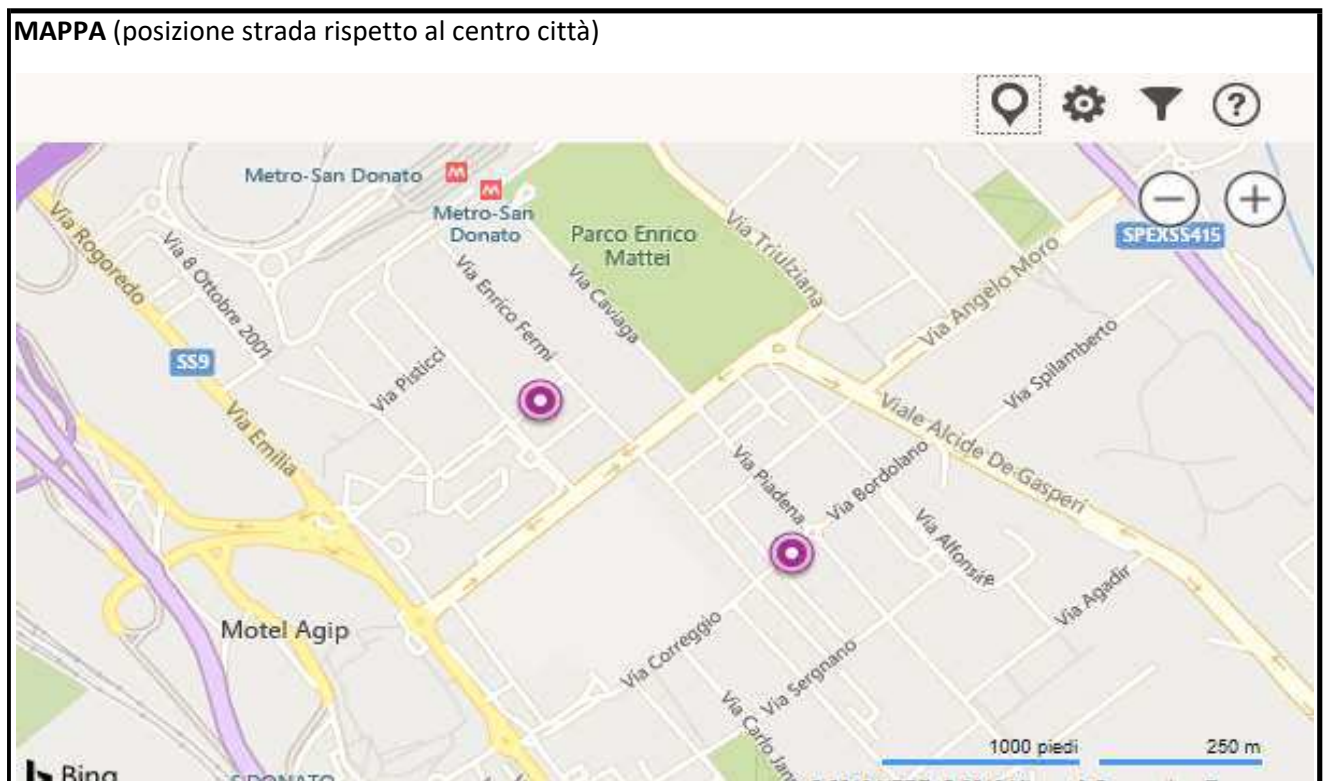 MAPPA (posizione strada rispetto al centro città)
Metro-San Donato
Metro-San
Donato
Parco Enrico
Mattei
Via Triulziana
SPEXSS415
Via Rogoredo
Via 8 Ottobre 2001
Via Enrico Fermi
Via Caviaga
Via Angelo Moro
SS9
Via Pisticci
Via Spilamberto
Via Emilia
Viale Alcide De Gasperi
Via Piadena
Via Bordolano
Via Alfonsine
Via Agadir
Motel Agip
Via Correggio
Via Sergnano
Via Carlo
1000 piedi
250 m
Bing
S.DONATO